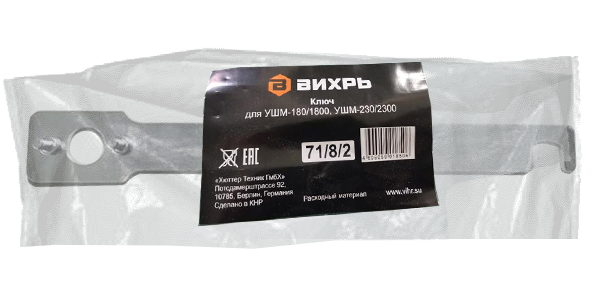 ВИХРЬ
Ключ
для УШМ-180/1800, УШМ-230/2300
EAC
71/8/2
«Хюттер Техник ГмбХ»
Потсдамерштрассе 92,
10785, Берлин, Германия
Сделано в КНР
Расходный материал
www.vihr.su